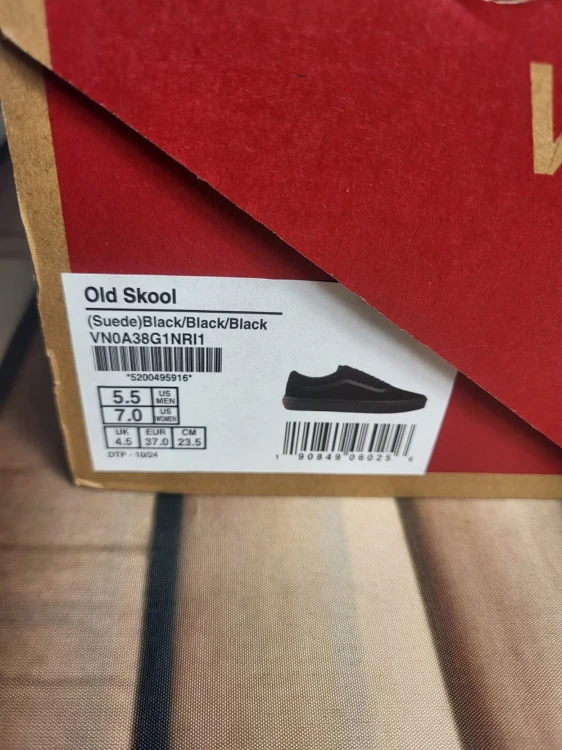 Old Skool
(Suede)Black/Black/Black
VN0A38G1NRI1
*5200495916*
5.5 US MEN
7.0 US WOMEN
UK EUR CM
4.5 37.0 23.5
DTP - 10/24
1 90849 06025 6